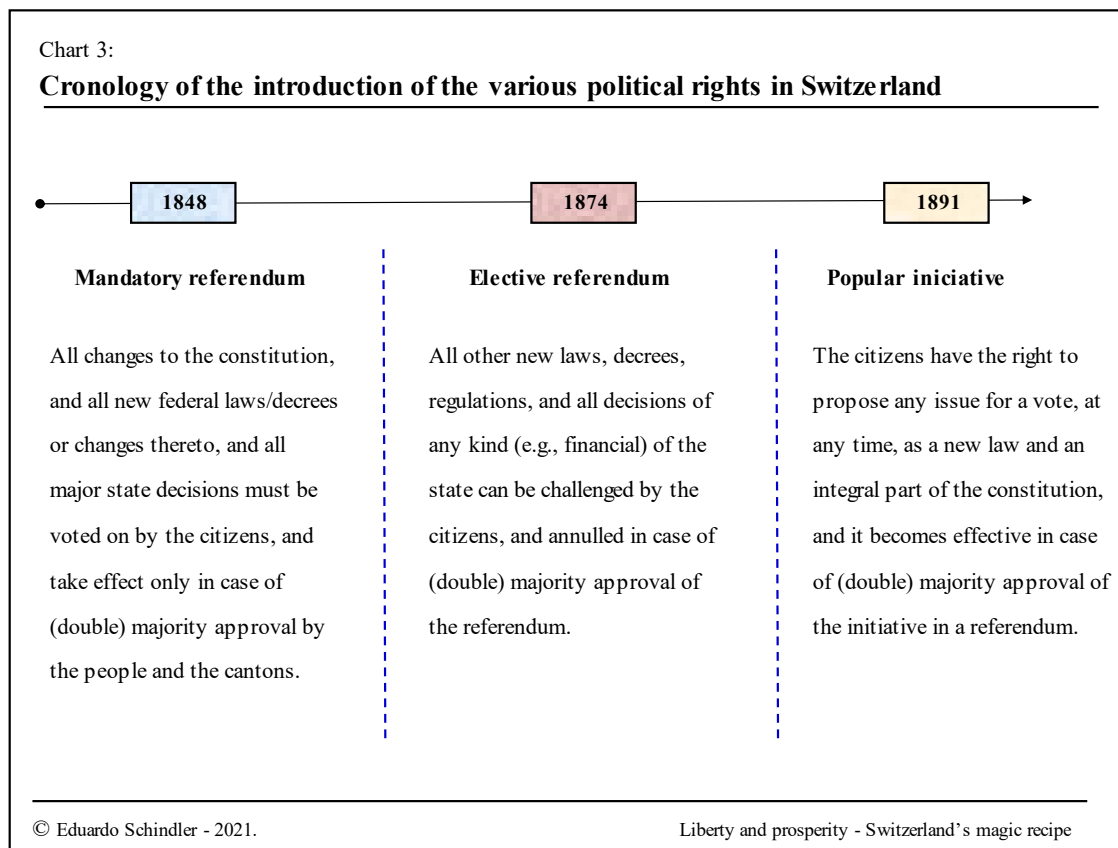 Chart 3:
Cronology of the introduction of the various political rights in Switzerland
1848
1874
1891
Mandatory referendum
All changes to the constitution,
and all new federal laws/decrees
or changes thereto, and all
major state decisions must be
voted on by the citizens, and
take effect only in case of
(double) majority approval by
the people and the cantons.
Elective referendum
All other new laws, decrees,
regulations, and all decisions of
any kind (e.g., financial) of the
state can be challenged by the
citizens, and annulled in case of
(double) majority approval of
the referendum.
Popular iniciative
The citizens have the right to
propose any issue for a vote, at
any time, as a new law and an
integral part of the constitution,
and it becomes effective in case
of (double) majority approval of
the initiative in a referendum.
© Eduardo Schindler - 2021.
Liberty and prosperity - Switzerland’s magic recipe